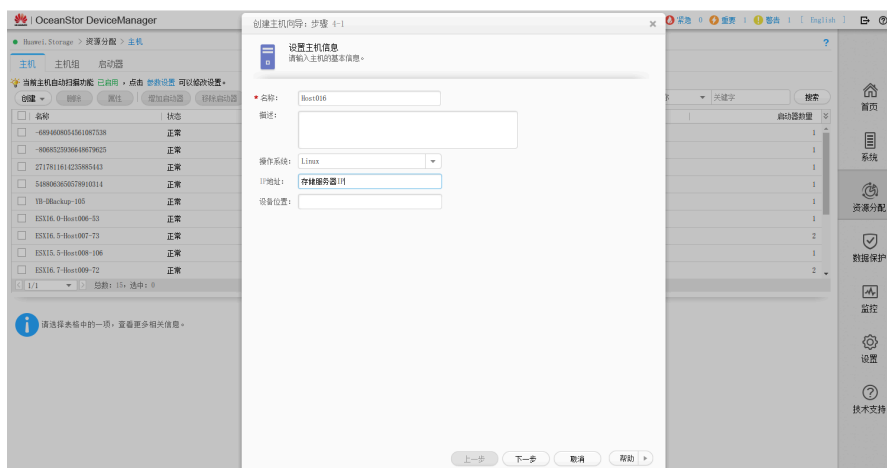 OceanStor DeviceManager
紧急 0 重要 1 警告 1 [ English ]
Huawei.Storage > 资源分配 > 主机
主机 主机组 启动器
当前主机自动扫描功能 已启用 。点击 参数设置 可以修改设置。
创建 删除 属性 增加启动器 移除启动器
关键字 搜索
名称 状态 启动器数量
-6894608054561087538 正常 1
-8068525936648679625 正常 1
2717811614235885443 正常 1
5488063650578910314 正常 1
YB-DBackup-105 正常 1
ESXI6.0-Host006-53 正常 1
ESXI6.5-Host007-73 正常 2
ESXI5.5-Host008-106 正常 1
ESXI6.7-Host009-72 正常 2
1/1 总数: 15, 选中: 0
请选择表格中的一项，查看更多相关信息。
创建主机向导: 步骤 4-1
设置主机信息
请输入主机的基本信息。
* 名称: Host016
描述:
操作系统: Linux
IP地址: 存储服务器IP
设备位置:
上一步 下一步 取消 帮助
首页
系统
资源分配
数据保护
监控
设置
技术支持